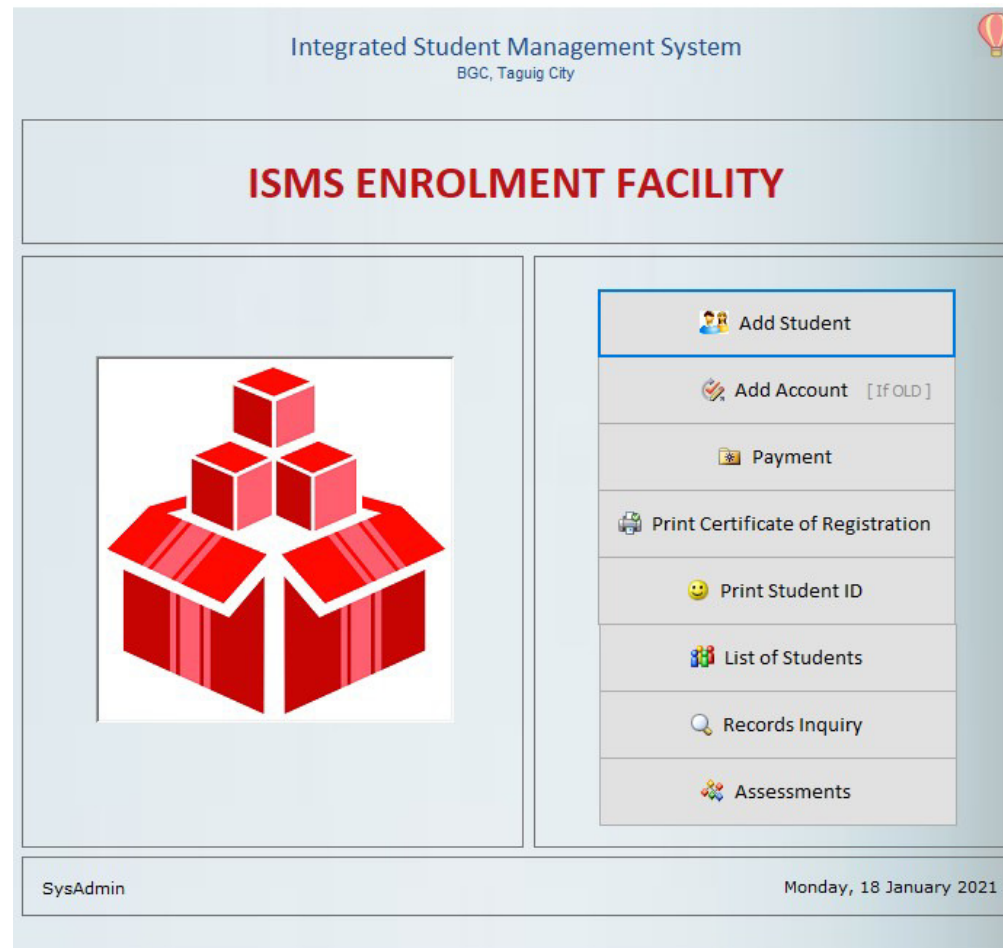 Integrated Student Management System
BGC, Taguig City
ISMS ENROLMENT FACILITY
Add Student
Add Account [ If OLD ]
Payment
Print Certificate of Registration
Print Student ID
List of Students
Records Inquiry
Assessments
SysAdmin
Monday, 18 January 2021